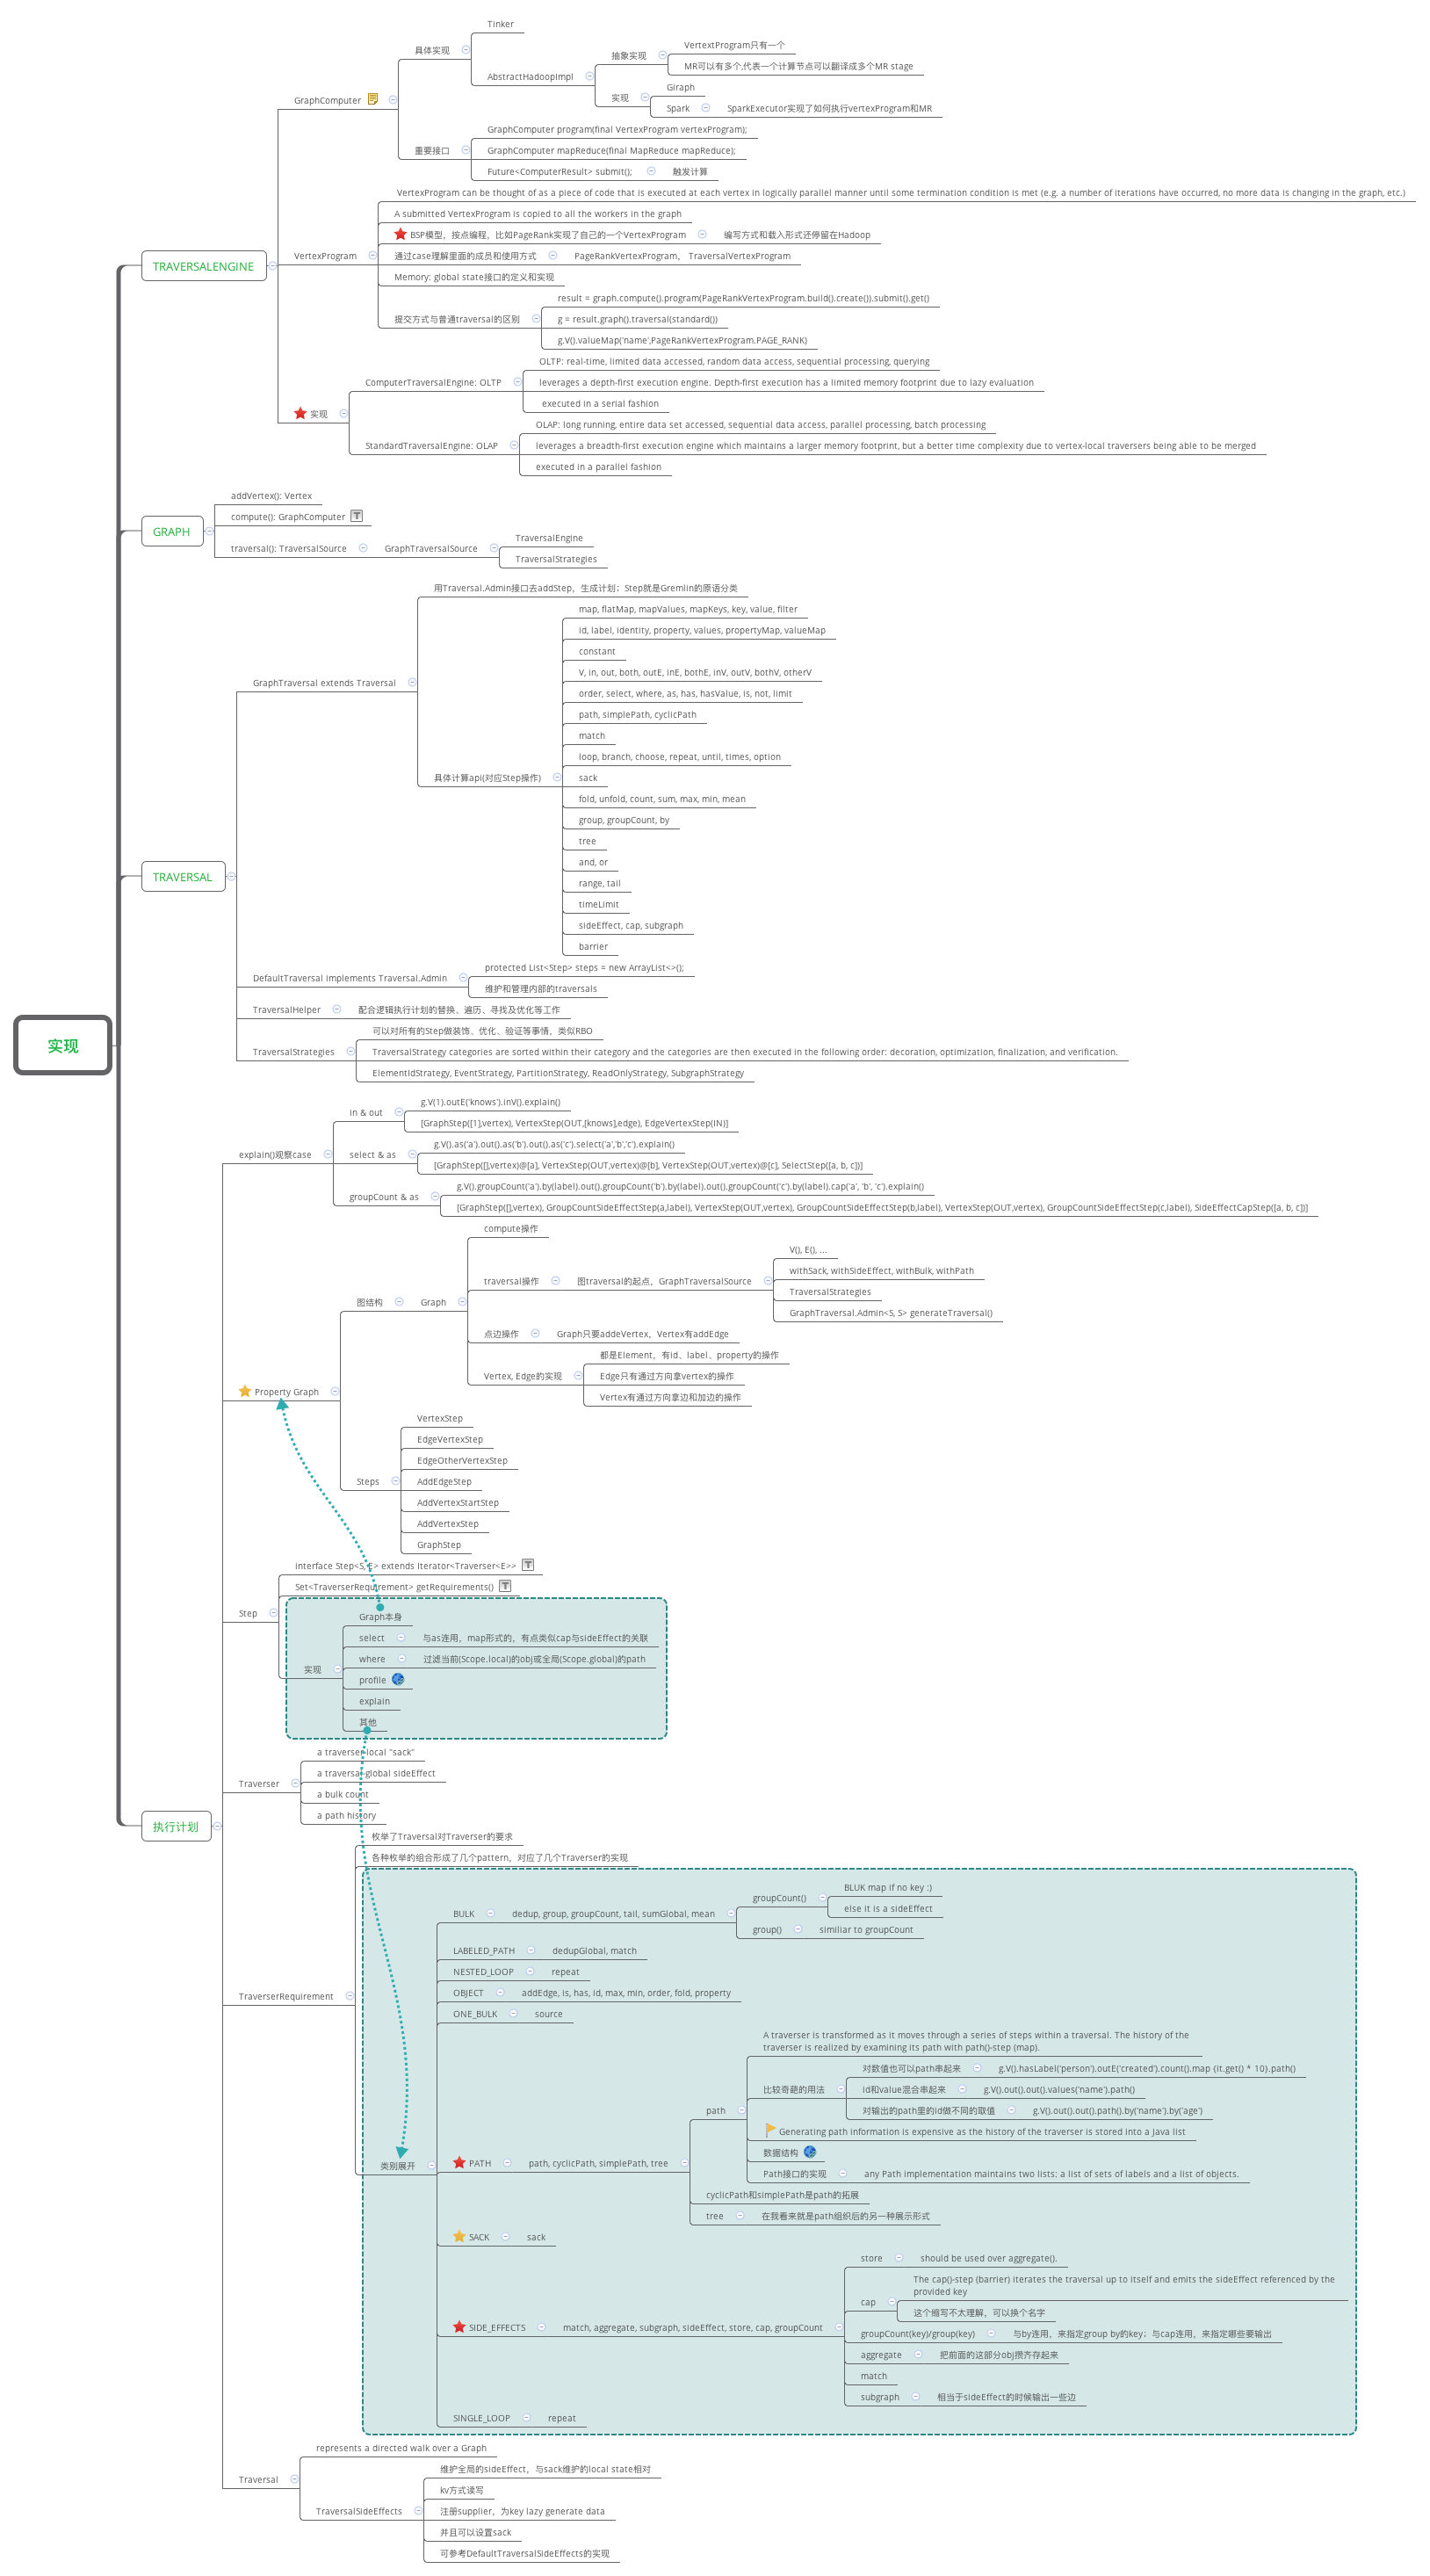 实现
TRAVERSALENGINE
GraphComputer
具体实现
Tinker
AbstractHadoopImpl
抽象实现
VertextProgram只有一个
MR可以有多个,代表一个计算节点可以翻译成多个MR stage
实现
Giraph
Spark
SparkExecutor实现了如何执行vertexProgram和MR
重要接口
GraphComputer program(final VertexProgram vertexProgram);
GraphComputer mapReduce(final MapReduce mapReduce);
Future<ComputerResult> submit();
触发计算
VertexProgram
VertexProgram can be thought of as a piece of code that is executed at each vertex in logically parallel manner until some termination condition is met (e.g. a number of iterations have occurred, no more data is changing in the graph, etc.)
A submitted VertexProgram is copied to all the workers in the graph
BSP模型，按点编程，比如PageRank实现了自己的一个VertexProgram
编写方式和载入形式还停留在Hadoop
通过case理解里面的成员和使用方式
PageRankVertexProgram， TraversalVertexProgram
Memory: global state接口的定义和实现
提交方式与普通traversal的区别
result = graph.compute().program(PageRankVertexProgram.build().create()).submit().get()
g = result.graph().traversal(standard())
g.V().valueMap('name',PageRankVertexProgram.PAGE_RANK)
实现
ComputerTraversalEngine: OLTP
OLTP: real-time, limited data accessed, random data access, sequential processing, querying
leverages a depth-first execution engine. Depth-first execution has a limited memory footprint due to lazy evaluation
executed in a serial fashion
StandardTraversalEngine: OLAP
OLAP: long running, entire data set accessed, sequential data access, parallel processing, batch processing
leverages a breadth-first execution engine which maintains a larger memory footprint, but a better time complexity due to vertex-local traversers being able to be merged
executed in a parallel fashion
GRAPH
addVertex(): Vertex
compute(): GraphComputer
traversal(): TraversalSource
GraphTraversalSource
TraversalEngine
TraversalStrategies
TRAVERSAL
GraphTraversal extends Traversal
用Traversal.Admin接口去addStep，生成计划；Step就是Gremlin的原语分类
具体计算api(对应Step操作)
map, flatMap, mapValues, mapKeys, key, value, filter
id, label, identity, property, values, propertyMap, valueMap
constant
V, in, out, both, outE, inE, bothE, inV, outV, bothV, otherV
order, select, where, as, has, hasValue, is, not, limit
path, simplePath, cyclicPath
match
loop, branch, choose, repeat, until, times, option
sack
fold, unfold, count, sum, max, min, mean
group, groupCount, by
tree
and, or
range, tail
timeLimit
sideEffect, cap, subgraph
barrier
DefaultTraversal implements Traversal.Admin
protected List<Step> steps = new ArrayList<>();
维护和管理内部的traversals
TraversalHelper
配合逻辑执行计划的替换、遍历、寻找及优化等工作
TraversalStrategies
可以对所有的Step做装饰、优化、验证等事情，类似RBO
TraversalStrategy categories are sorted within their category and the categories are then executed in the following order: decoration, optimization, finalization, and verification.
ElementIdStrategy, EventStrategy, PartitionStrategy, ReadOnlyStrategy, SubgraphStrategy
执行计划
explain()观察case
in & out
g.V(1).outE('knows').inV().explain()
[GraphStep([1],vertex), VertexStep(OUT,[knows],edge), EdgeVertexStep(IN)]
select & as
g.V().as('a').out().as('b').out().as('c').select('a','b','c').explain()
[GraphStep([],vertex)@[a], VertexStep(OUT,vertex)@[b], VertexStep(OUT,vertex)@[c], SelectStep([a, b, c])]
groupCount & as
g.V().groupCount('a').by(label).out().groupCount('b').by(label).out().groupCount('c').by(label).cap('a', 'b', 'c').explain()
[GraphStep([],vertex), GroupCountSideEffectStep(a,label), VertexStep(OUT,vertex), GroupCountSideEffectStep(b,label), VertexStep(OUT,vertex), GroupCountSideEffectStep(c,label), SideEffectCapStep([a, b, c])]
Property Graph
图结构
Graph
compute操作
traversal操作
图traversal的起点，GraphTraversalSource
V(), E(), ...
withSack, withSideEffect, withBulk, withPath
TraversalStrategies
GraphTraversal.Admin<S, S> generateTraversal()
点边操作
Graph只要addeVertex，Vertex有addEdge
Vertex, Edge的实现
都是Element，有id、label、property的操作
Edge只有通过方向拿vertex的操作
Vertex有通过方向拿边和加边的操作
Steps
VertexStep
EdgeVertexStep
EdgeOtherVertexStep
AddEdgeStep
AddVertexStartStep
AddVertexStep
GraphStep
Step
interface Step<S, E> extends Iterator<Traverser<E>>
Set<TraverserRequirement> getRequirements()
实现
Graph本身
select
与as连用，map形式的，有点类似cap与sideEffect的关联
where
过滤当前(Scope.local)的obj或全局(Scope.global)的path
profile
explain
其他
Traverser
a traverser-local "sack"
a traversal-global sideEffect
a bulk count
a path history
TraverserRequirement
枚举了Traversal对Traverser的要求
各种枚举的组合形成了几个pattern，对应了几个Traverser的实现
类别展开
BULK
dedup, group, groupCount, tail, sumGlobal, mean
groupCount()
BLUK map if no key :)
else it is a sideEffect
group()
similiar to groupCount
LABELED_PATH
dedupGlobal, match
NESTED_LOOP
repeat
OBJECT
addEdge, is, has, id, max, min, order, fold, property
ONE_BULK
source
PATH
path, cyclicPath, simplePath, tree
path
A traverser is transformed as it moves through a series of steps within a traversal. The history of the
traverser is realized by examining its path with path()-step (map).
比较奇葩的用法
对数值也可以path串起来
g.V().hasLabel('person').outE('created').count().map {it.get() * 10}.path()
id和value混合串起来
g.V().out().out().values('name').path()
对输出的path里的id做不同的取值
g.V().out().out().path().by('name').by('age')
Generating path information is expensive as the history of the traverser is stored into a Java list
数据结构
Path接口的实现
any Path implementation maintains two lists: a list of sets of labels and a list of objects.
cyclicPath和simplePath是path的拓展
tree
在我看来就是path组织后的另一种展示形式
SACK
sack
SIDE_EFFECTS
match, aggregate, subgraph, sideEffect, store, cap, groupCount
store
should be used over aggregate().
cap
The cap()-step (barrier) iterates the traversal up to itself and emits the sideEffect referenced by the
provided key
这个缩写不太理解，可以换个名字
groupCount(key)/group(key)
与by连用，来指定group by的key；与cap连用，来指定哪些要输出
aggregate
把前面的这部分obj攒齐存起来
match
subgraph
相当于sideEffect的时候输出一些边
SINGLE_LOOP
repeat
Traversal
represents a directed walk over a Graph
TraversalSideEffects
维护全局的sideEffect，与sack维护的local state相对
kv方式读写
注册supplier，为key lazy generate data
并且可以设置sack
可参考DefaultTraversalSideEffects的实现